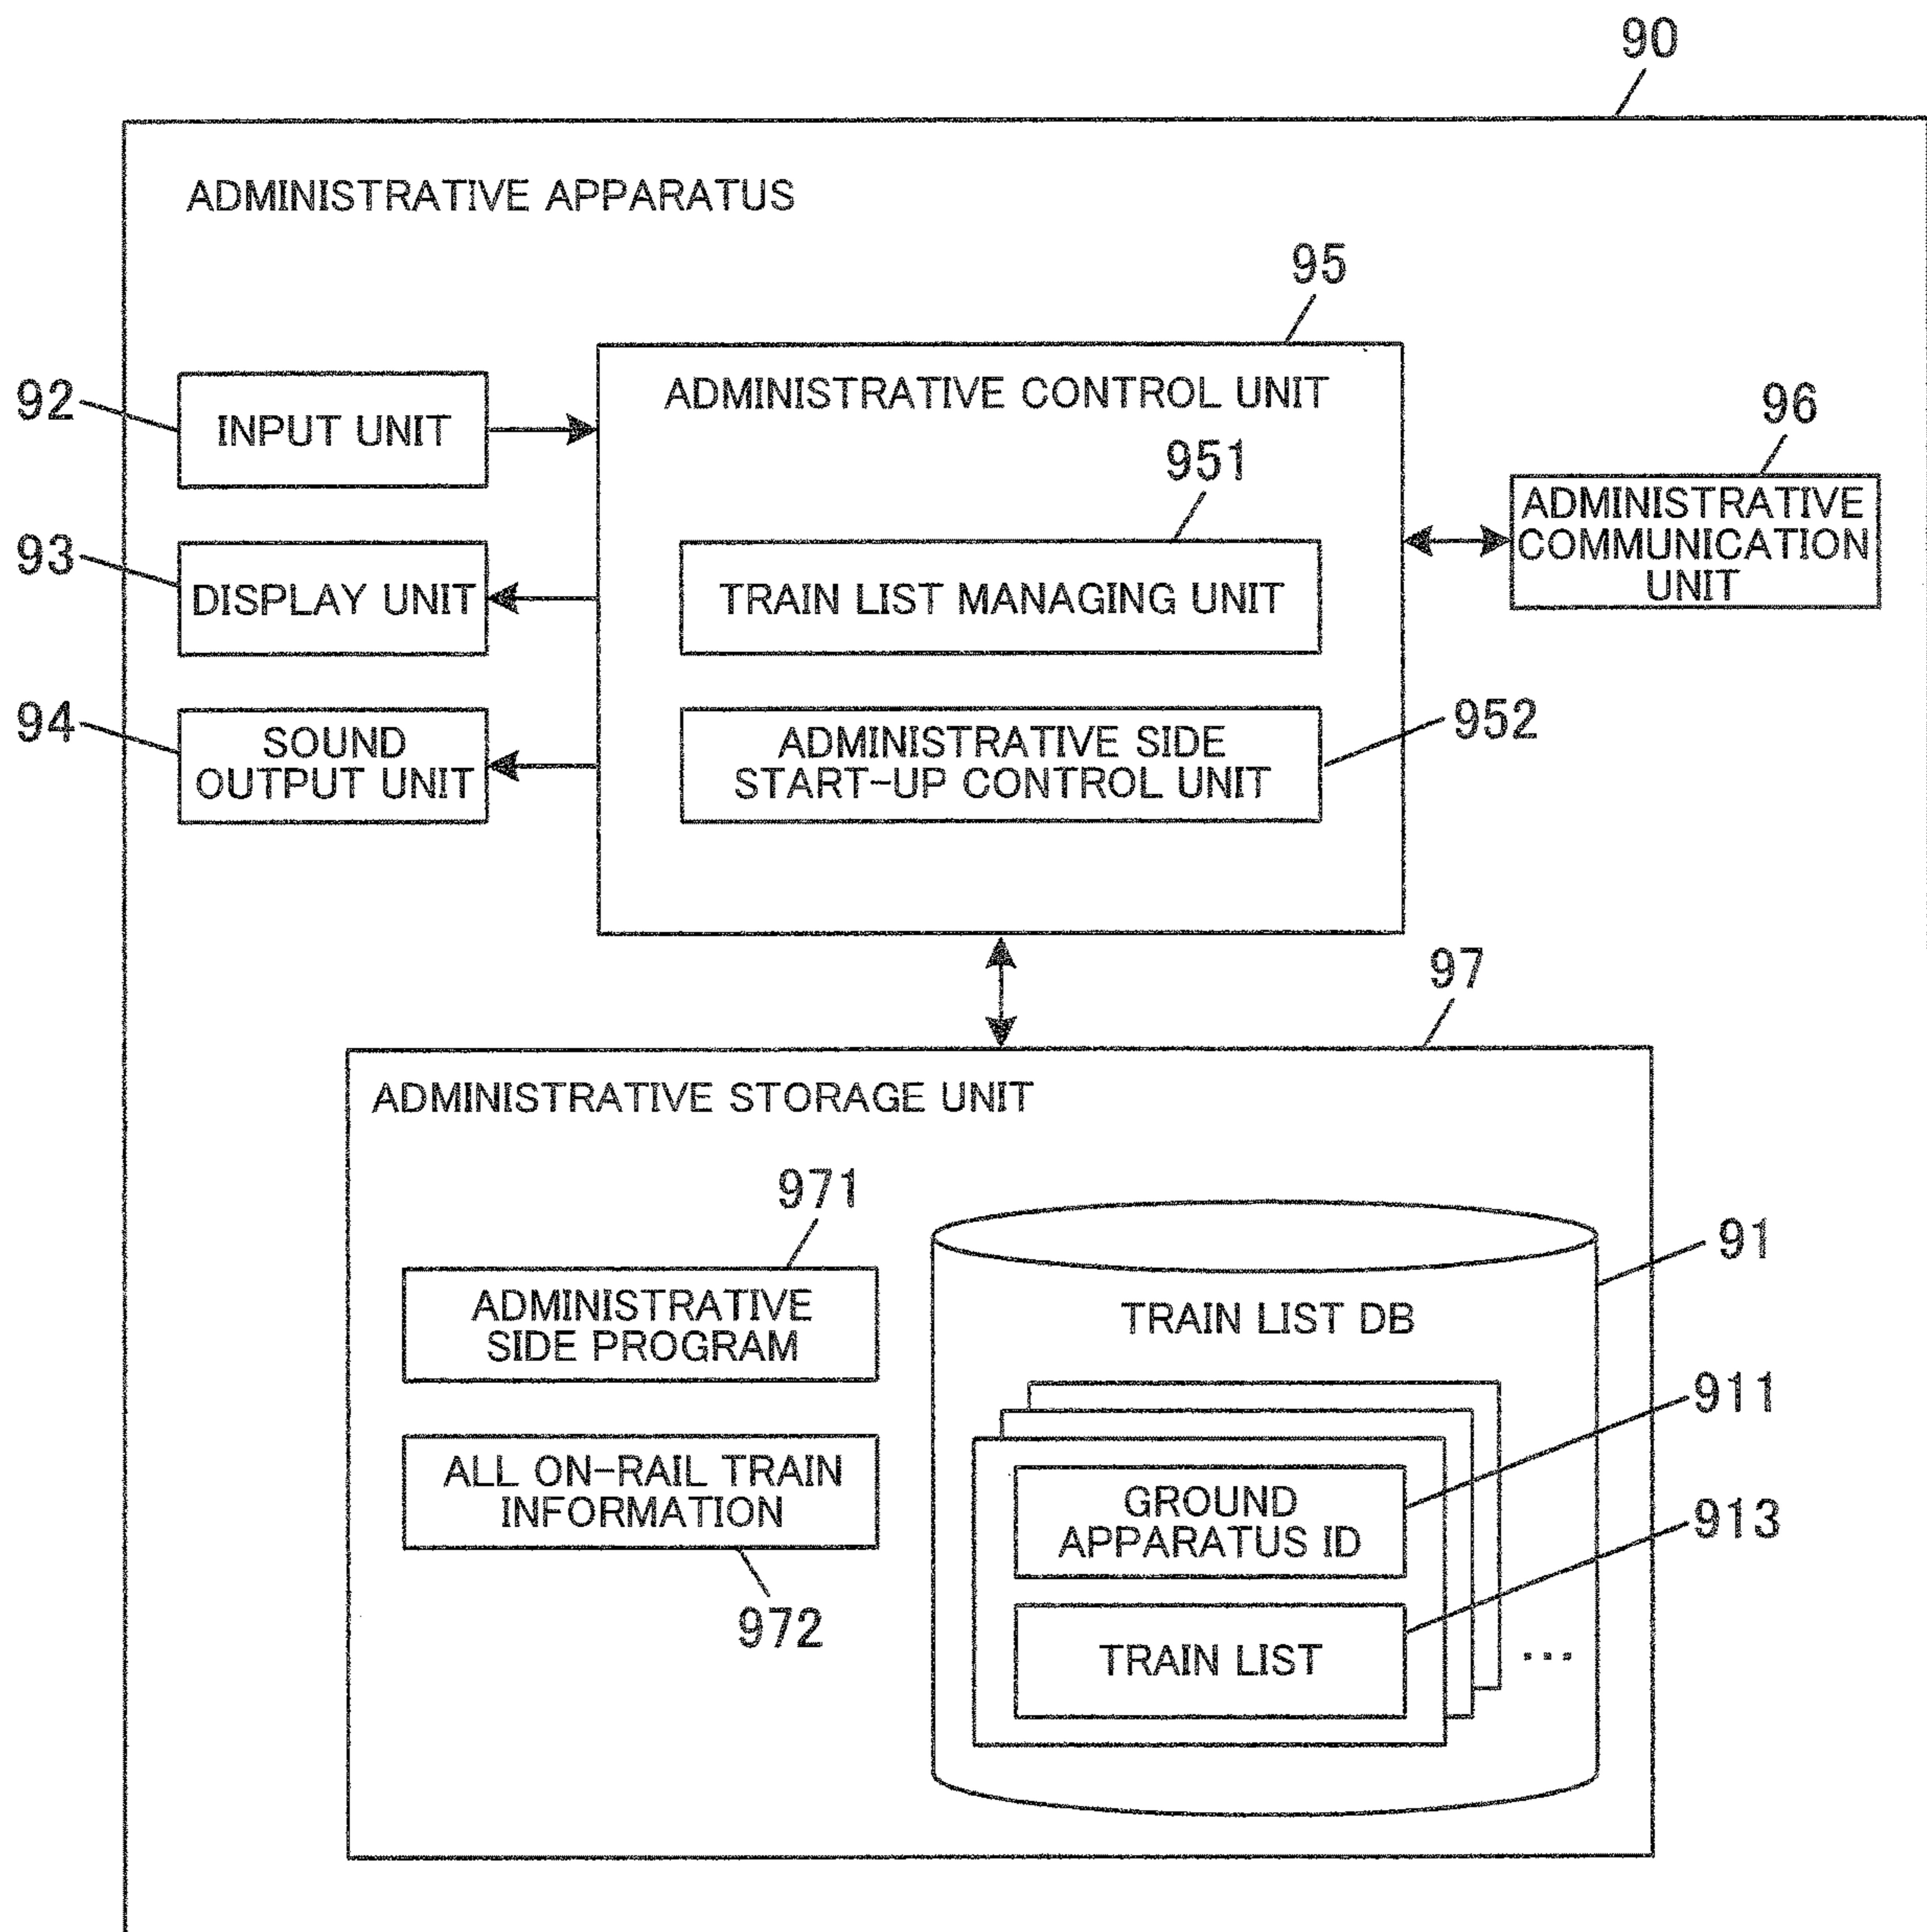 90
ADMINISTRATIVE APPARATUS
95
92
INPUT UNIT
ADMINISTRATIVE CONTROL UNIT
96
951
ADMINISTRATIVE
COMMUNICATION
UNIT
93
DISPLAY UNIT
TRAIN LIST MANAGING UNIT
94
SOUND
OUTPUT UNIT
ADMINISTRATIVE SIDE
START-UP CONTROL UNIT
952
97
ADMINISTRATIVE STORAGE UNIT
971
ADMINISTRATIVE
SIDE PROGRAM
91
TRAIN LIST DB
ALL ON-RAIL TRAIN
INFORMATION
972
911
GROUND
APPARATUS ID
913
TRAIN LIST
...